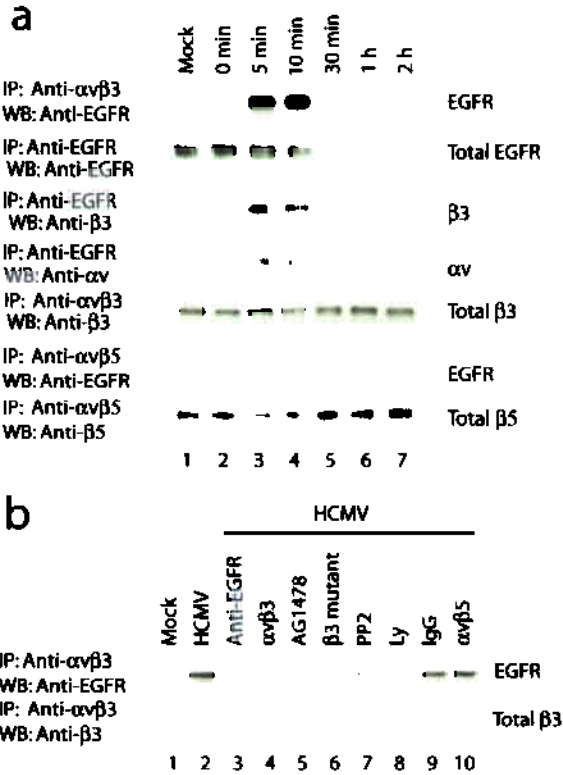 a
Mock
0 min
5 min
10 min
30 min
1 h
2 h
IP: Anti-αvβ3
WB: Anti-EGFR
EGFR
IP: Anti-EGFR
WB: Anti-EGFR
Total EGFR
IP: Anti-EGFR
WB: Anti-β3
β3
IP: Anti-EGFR
WB: Anti-αv
αv
IP: Anti-αvβ3
WB: Anti-β3
Total β3
IP: Anti-αvβ5
WB: Anti-EGFR
EGFR
IP: Anti-αvβ5
WB: Anti-β5
Total β5
1 2 3 4 5 6 7
b
HCMV
Mock
HCMV
Anti-EGFR
αvβ3
AG1478
β3 mutant
PP2
Ly
IgG
αvβ5
IP: Anti-αvβ3
WB: Anti-EGFR
EGFR
IP: Anti-αvβ3
WB: Anti-β3
Total β3
1 2 3 4 5 6 7 8 9 10